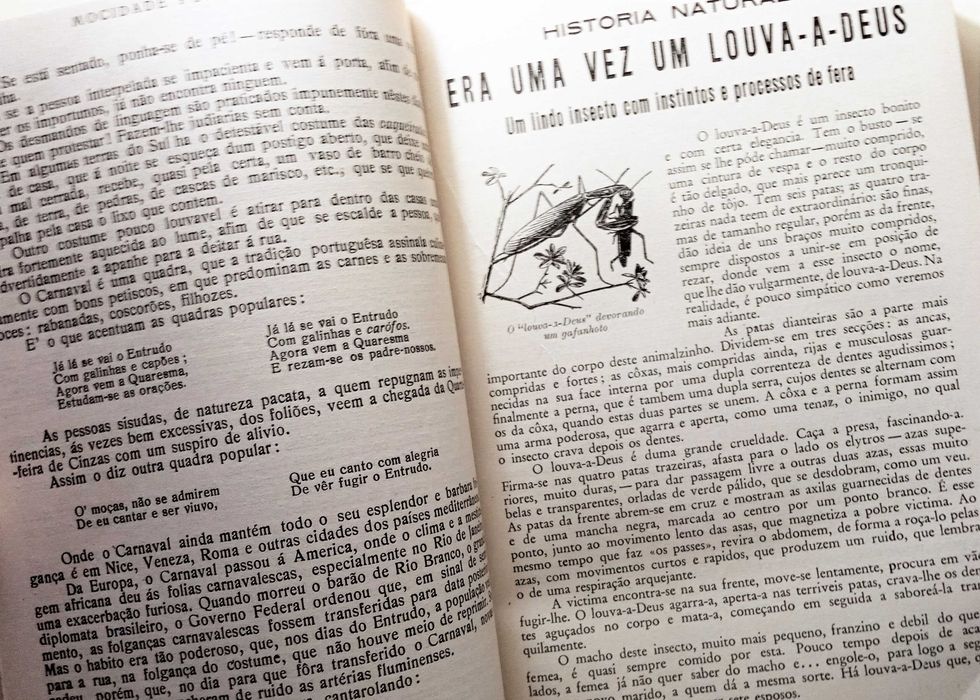 MOCIDADE
Se está sentado, ponha-se de pé! — responde de fóra uma
se a pessoa interpelada se impacienta e vem á porta, afim de
os importunos, já não encontra ninguem.
Os desmandos de linguagem são praticados impunemente nêstes
e quem protestar! Fazem-lhe judiarias sem conta.
Em algumas terras do Sul ha o detestável costume das caqueiradas
de casa, que á noite se esqueça dum postigo aberto, que deixe
mal cerrada, recebe, quasi pela certa, um vaso de barro cheio
de terra, de pedras, de cascas de marisco, etc., que se
palha pela casa o lixo que contem.
Outro costume pouco louvavel é atirar para dentro das casas
fortemente aquecida ao lume, afim de que se escalde a pessoa,
advertidamente a apanhe para a deitar á rua.
O Carnaval é uma quadra, que a tradição portuguêsa assinala
com bons petiscos, em que predominam as carnes e as
rabanadas, coscorões, filhozes.
E' o que acentuam as quadras populares:
Já lá se vai o Entrudo
Com galinhas e capões;
Agora vem a Quaresma,
Estudam-se as orações.
Já lá se vai o Entrudo
Com galinhas e carófos.
Agora vem a Quaresma
E rezam-se os padre-nossos.
As pessoas sisudas, de natureza pacata, a quem repugnam as
tinencias, ás vezes bem excessivas, dos foliões, veem a chegada da
-feira de Cinzas com um suspiro de alivio.
Assim o diz outra quadra popular:
O' moças, não se admirem
De eu cantar e ser viuvo,
Que eu canto com alegria
De vêr fugir o Entrudo.
Onde o Carnaval ainda mantém todo o seu esplendor e barbara
gança é em Nice, Veneza, Roma e outras cidades dos países
Da Europa, o Carnaval passou á America, onde o clima e a
gem africana deu ás folias carnavalescas, especialmente no Rio de
uma exacerbação furiosa. Quando morreu o barão de Rio Branco, o
diplomata brasileiro, o Governo Federal ordenou que, em sinal de
mento, as folganças carnavalescas fossem transferidas para data
Mas o habito era tão poderoso, que, nos dias do Entrudo, a população
para a rua, na folgança do costume, que não houve meio de reprimir.
porém, que, no dia para que fôra transferido o Carnaval,
de ruido as artérias fluminenses.
cantarolando:
HISTORIA
ERA UMA VEZ UM LOUVA-A-DEUS
Um lindo insecto com instintos e processos de fera
O louva-a-Deus é um insecto bonito
e com certa elegancia. Tem o busto — se
assim se lhe póde chamar — muito comprido,
uma cintura de vespa e o resto do corpo
é tão delgado, que mais parece um tronqui-
nho de tôjo. Tem seis patas; as quatro tra-
zeiras nada teem de extraordinário: são finas,
mas de tamanho regular, porém as da frente,
dão ideia de uns braços muito compridos,
sempre dispostos a unir-se em posição de
rezar, donde vem a esse insecto o nome,
que lhe dão vulgarmente, de louva-a-Deus. Na
realidade, é pouco simpático como veremos
mais adiante.
O "louva-a-Deus" devorando
um gafanhoto
As patas dianteiras são a parte mais
importante do corpo deste animalzinho. Dividem-se em tres secções: as ancas,
compridas e fortes; as côxas, mais compridas ainda, rijas e musculosas guar-
necidas na sua face interna por uma dupla correnteza de dentes agudissimos;
finalmente a perna, que é tambem uma dupla serra, cujos dentes se alternam com
os da côxa, quando estas duas partes se unem. A côxa e a perna formam assim
uma arma poderosa, que agarra e aperta, como uma tenaz, o inimigo, no qual
o insecto crava depois os dentes.
O louva-a-Deus é duma grande crueldade. Caça a presa, fascinando-a.
Firma-se nas quatro patas trazeiras, afasta para o lado os elytros — azas supe-
riores, muito duras, — para dar passagem livre a outras duas azas, essas muito
belas e transparentes, orladas de verde pálido, que se desdobram, como um veu.
As patas da frente abrem-se em cruz e mostram as axilas guarnecidas de dentes
e de uma mancha negra, marcada ao centro por um ponto branco. É esse
ponto, junto ao movimento lento das asas, que magnetiza a pobre victima. Ao
mesmo tempo que faz «os passes», revira o abdomem, de forma a roça-lo pelas
azas, com movimentos curtos e rapidos, que produzem um ruido, que lembra
o de uma respiração arquejante.
A victima encontra-se na sua frente, move-se lentamente, procura em vão
fugir-lhe. O louva-a-Deus agarra-a, aperta-a nas terriveis patas, crava-lhe os den-
tes aguçados no corpo e mata-a, começando em seguida a saboreá-la
quilamente.
O macho deste insecto, muito mais pequeno, franzino e debil do que
femea, é quasi sempre comido por esta. Pouco tempo depois de
lados, a femea já não quer saber do macho e... engole-o, para logo a
novo marido, a quem dá a mesma sorte. Há louva-a-Deus que,
sete esposos